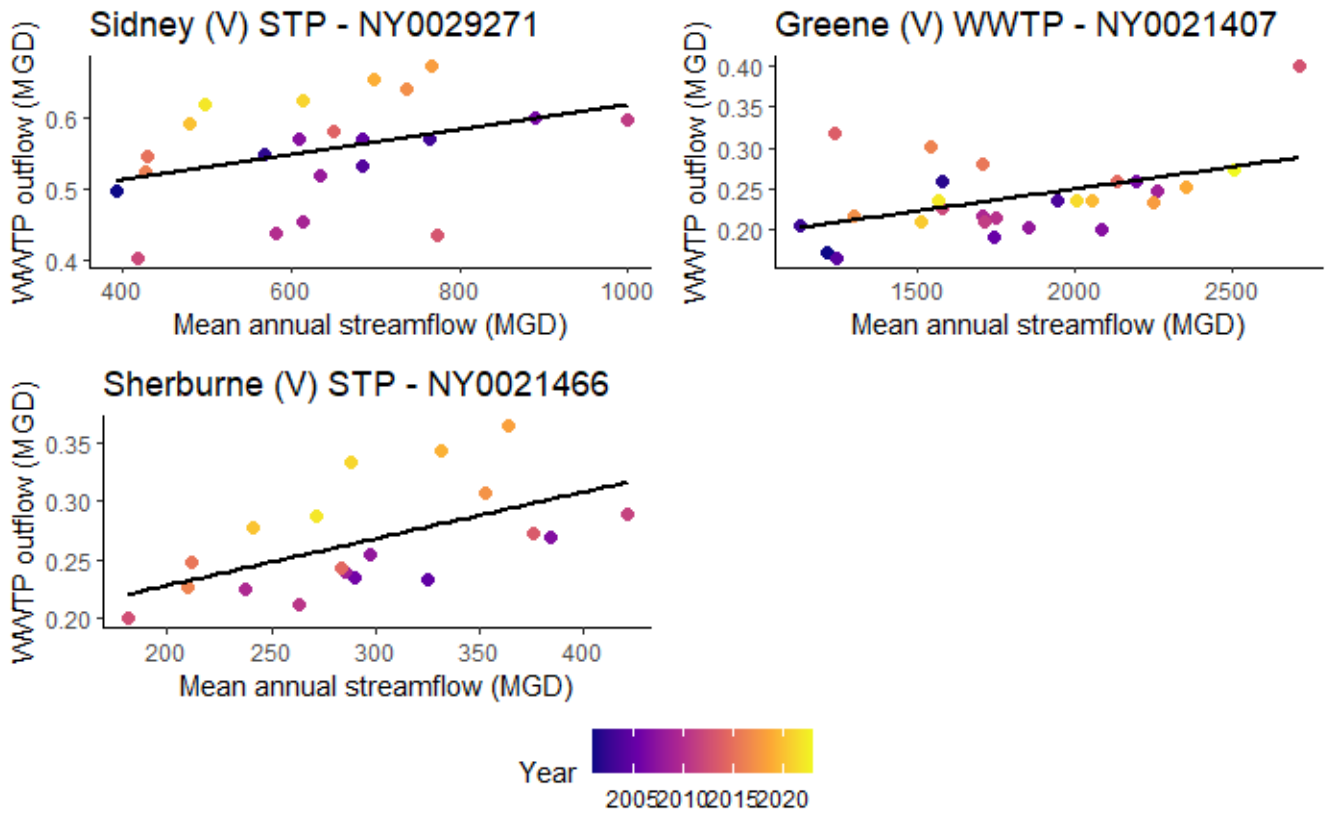 Sidney (V) STP - NY0029271
WWTP outflow (MGD)
0.6
0.5
0.4
400 600 800 1000
Mean annual streamflow (MGD)
Greene (V) WWTP - NY0021407
WWTP outflow (MGD)
0.40
0.35
0.30
0.25
0.20
1500 2000 2500
Mean annual streamflow (MGD)
Sherburne (V) STP - NY0021466
WWTP outflow (MGD)
0.35
0.30
0.25
0.20
200 250 300 350 400
Mean annual streamflow (MGD)
Year
2005 2010 2015 2020